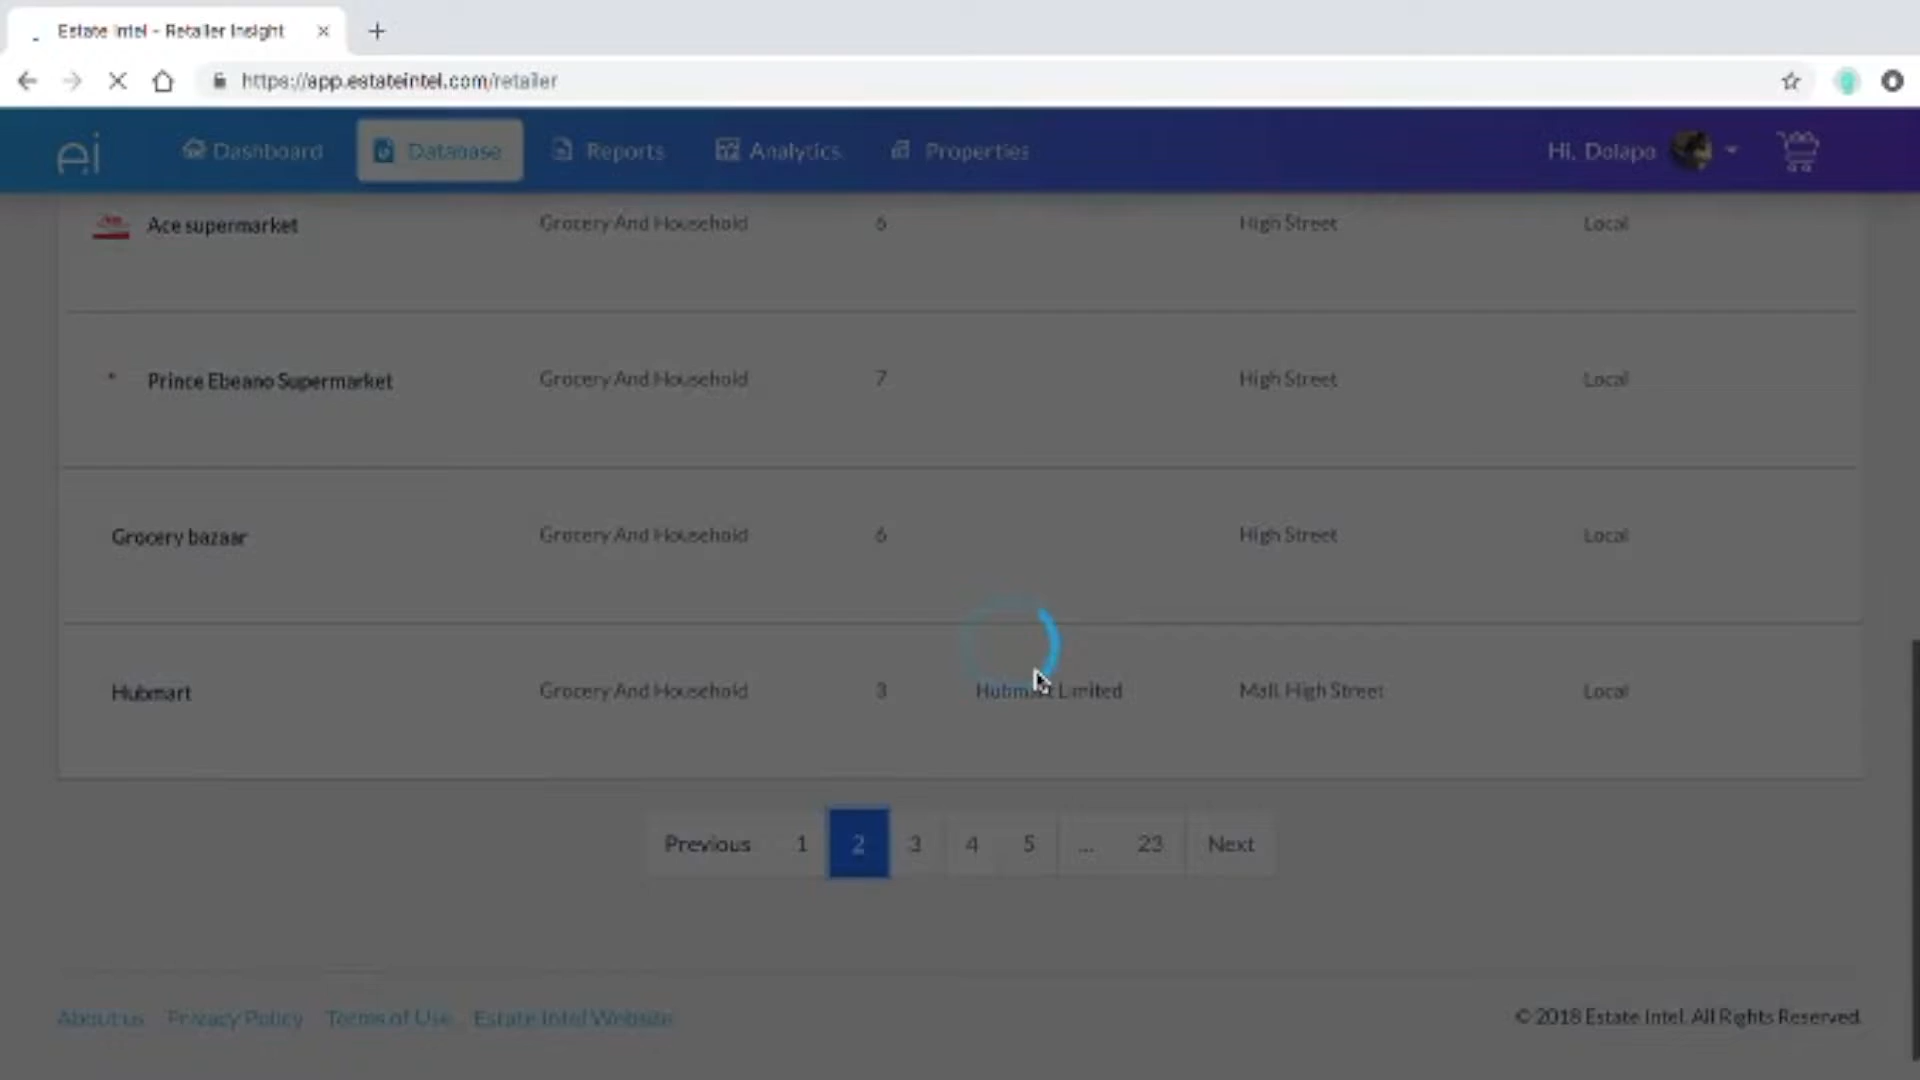 Estate Intel - Retailer Insight
https://app.estateintel.com/retailer
ei Dashboard Database Reports Analytics Properties Hi, Dolapo
Ace supermarket Grocery And Household 6 High Street Local
Prince Ebeano Supermarket Grocery And Household 7 High Street Local
Grocery bazaar Grocery And Household 6 High Street Local
Hubmart Grocery And Household 3 Hubmart Limited Mall, High Street Local
Previous 1 2 3 4 5 ... 23 Next
About us Privacy Policy Terms of Use Estate Intel Website © 2018 Estate Intel. All Rights Reserved.